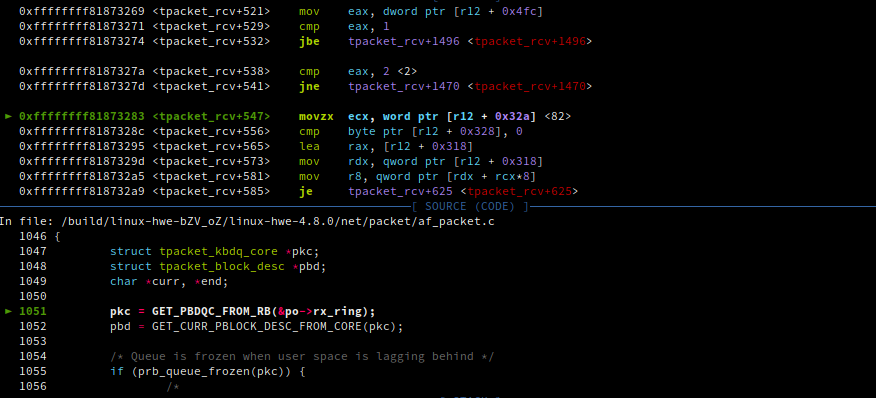 0xffffffff81873269 <tpacket_rcv+521> mov eax, dword ptr [r12 + 0x4fc]
0xffffffff81873271 <tpacket_rcv+529> cmp eax, 1
0xffffffff81873274 <tpacket_rcv+532> jbe tpacket_rcv+1496 <tpacket_rcv+1496>
0xffffffff8187327a <tpacket_rcv+538> cmp eax, 2 <2>
0xffffffff8187327d <tpacket_rcv+541> jne tpacket_rcv+1470 <tpacket_rcv+1470>
► 0xffffffff81873283 <tpacket_rcv+547> movzx ecx, word ptr [r12 + 0x32a] <82>
0xffffffff8187328c <tpacket_rcv+556> cmp byte ptr [r12 + 0x328], 0
0xffffffff81873295 <tpacket_rcv+565> lea rax, [r12 + 0x318]
0xffffffff8187329d <tpacket_rcv+573> mov rdx, qword ptr [r12 + 0x318]
0xffffffff818732a5 <tpacket_rcv+581> mov r8, qword ptr [rdx + rcx*8]
0xffffffff818732a9 <tpacket_rcv+585> je tpacket_rcv+625 <tpacket_rcv+625>
[ SOURCE (CODE) ]
In file: /build/linux-hwe-bZV_oZ/linux-hwe-4.8.0/net/packet/af_packet.c
1046 {
1047 struct tpacket_kbdq_core *pkc;
1048 struct tpacket_block_desc *pbd;
1049 char *curr, *end;
1050
► 1051 pkc = GET_PBDQC_FROM_RB(&po->rx_ring);
1052 pbd = GET_CURR_PBLOCK_DESC_FROM_CORE(pkc);
1053
1054 /* Queue is frozen when user space is lagging behind */
1055 if (prb_queue_frozen(pkc)) {
1056 /*